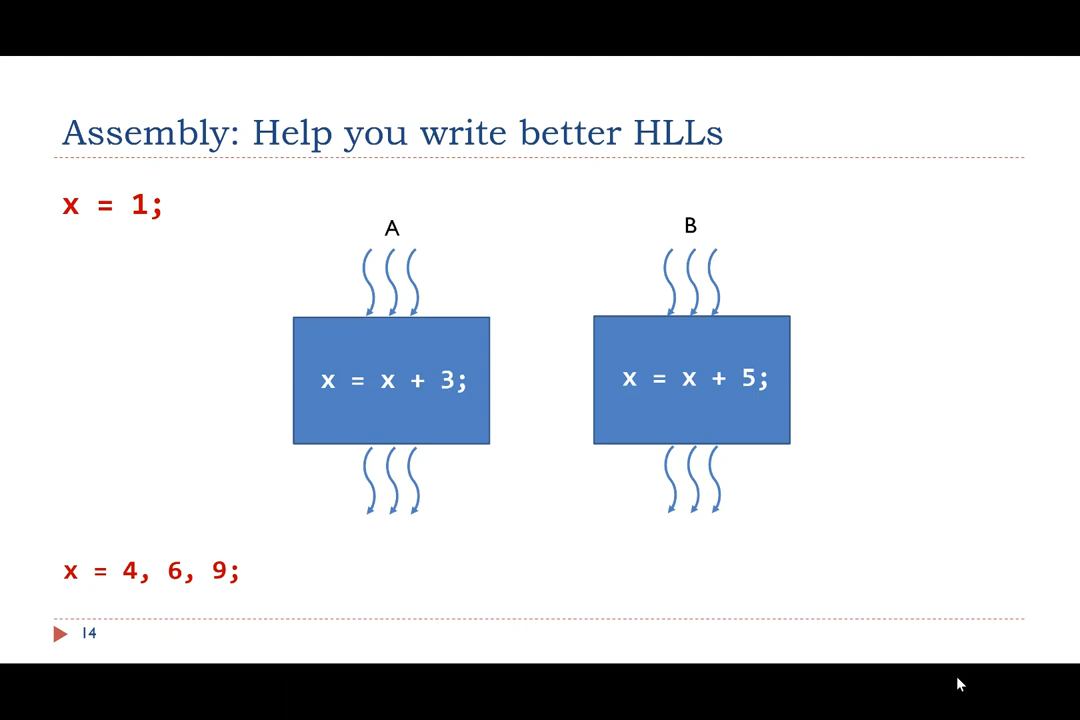 Assembly: Help you write better HLLs
x = 1;
A
B
x = x + 3;
x = x + 5;
x = 4, 6, 9;
14